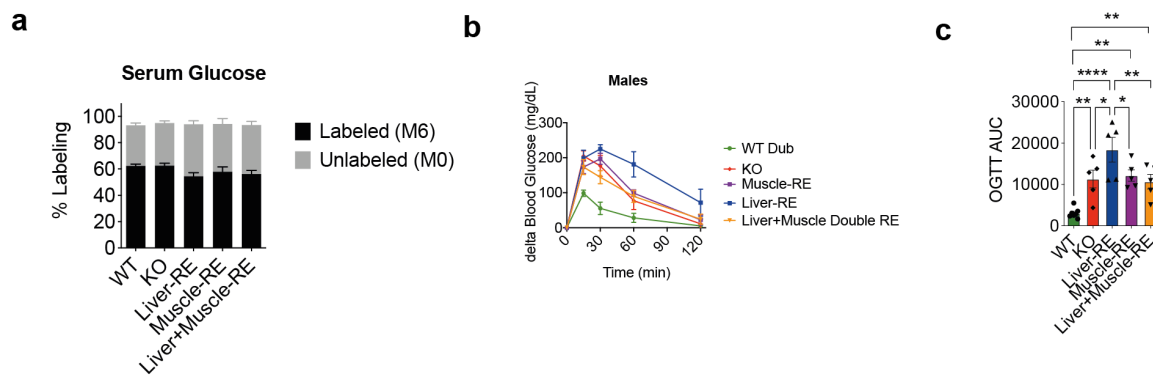 a
Serum Glucose
% Labeling
100
80
60
40
20
0
WT
KO
Liver-RE
Muscle-RE
Liver+Muscle-RE
Labeled (M6)
Unlabeled (M0)
b
Males
delta Blood Glucose (mg/dL)
300
200
100
0
0
30
60
90
120
Time (min)
WT Dub
KO
Muscle-RE
Liver-RE
Liver+Muscle Double RE
c
**
**
**** **
** * *
OGTT AUC
30000
20000
10000
0
WT
KO
Liver-RE
Muscle-RE
Liver+Muscle-RE